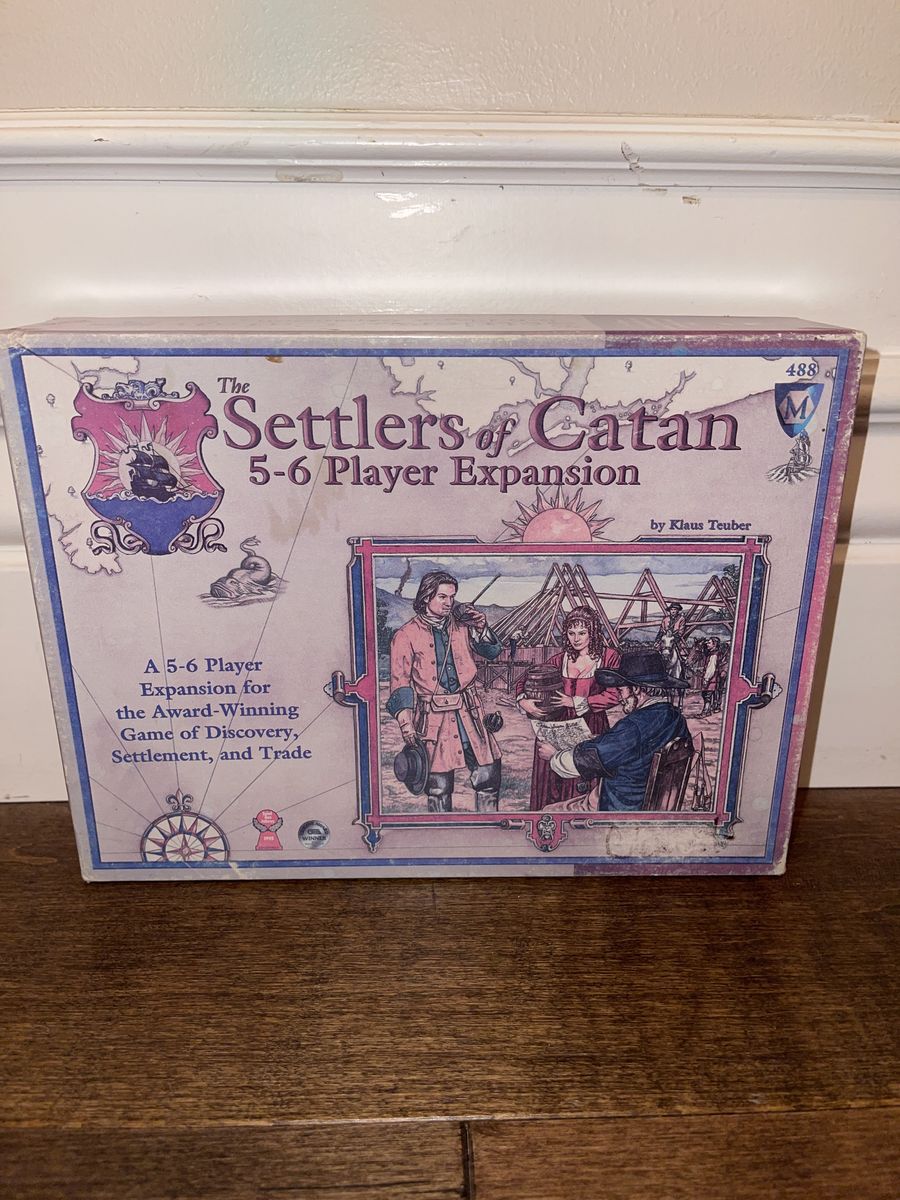 The
Settlers of Catan
5-6 Player Expansion
488
M
by Klaus Teuber
A 5-6 Player
Expansion for
the Award-Winning
Game of Discovery,
Settlement, and Trade
WINNER